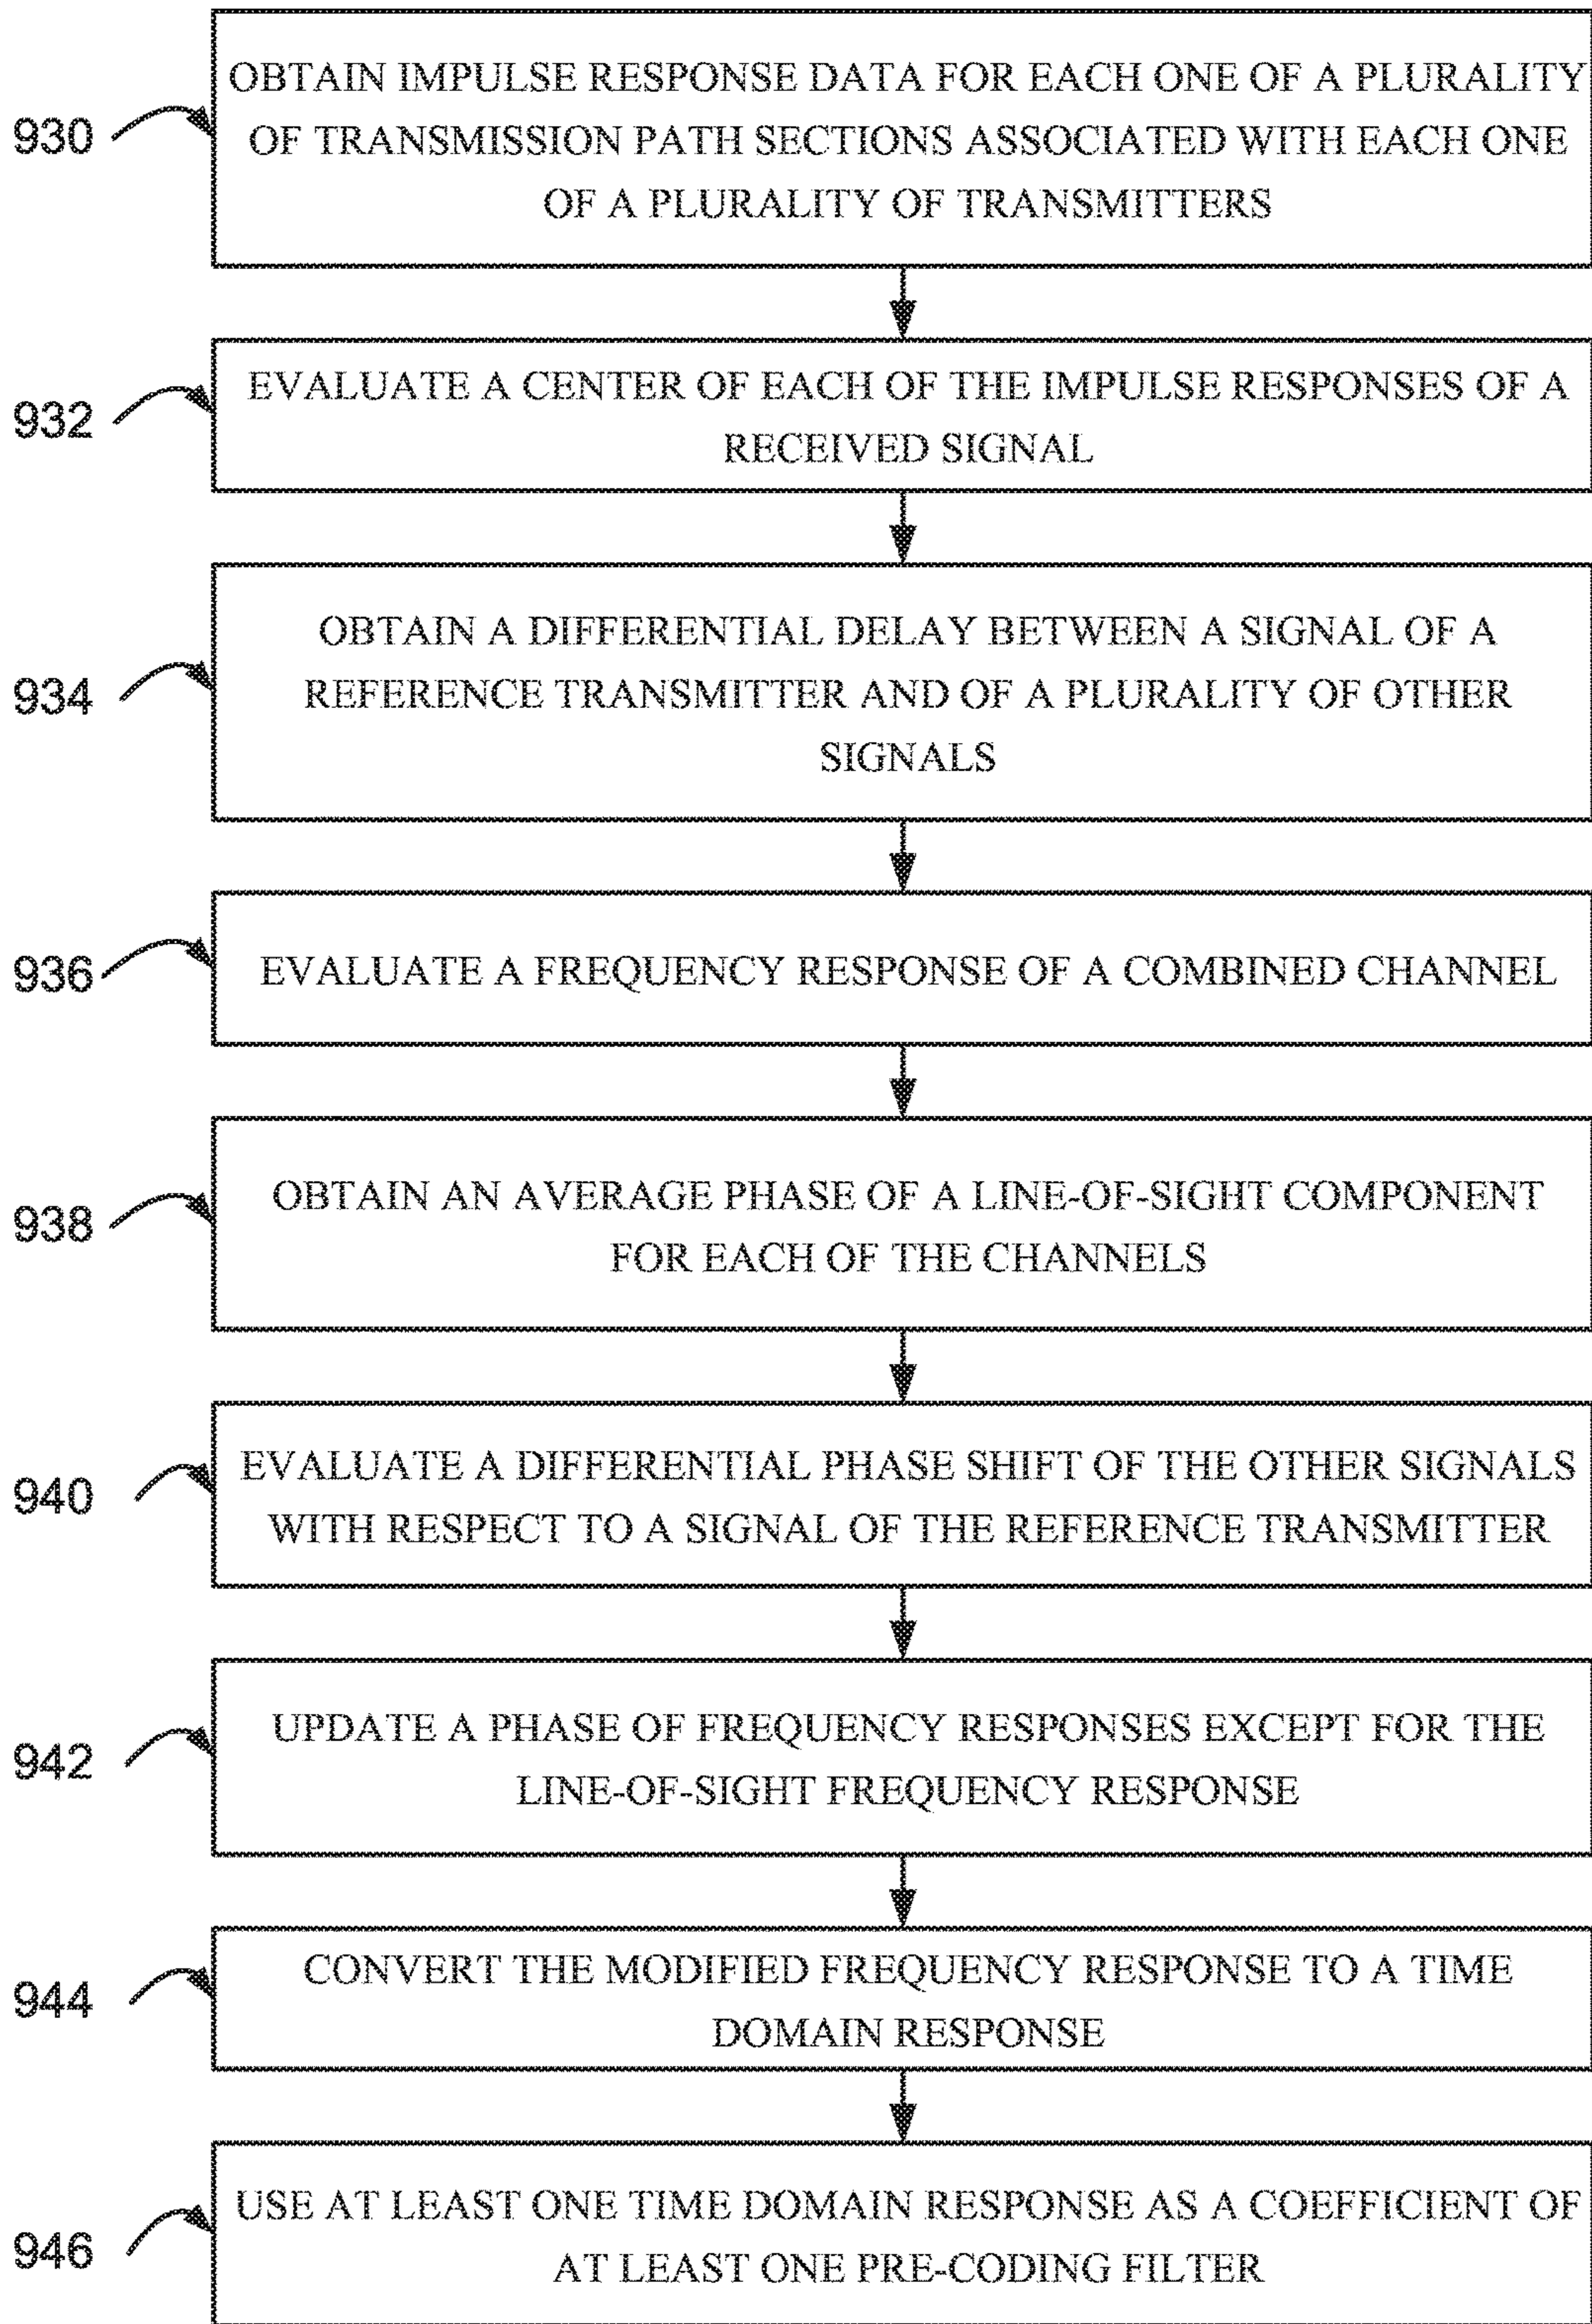 930
OBTAIN IMPULSE RESPONSE DATA FOR EACH ONE OF A PLURALITY
OF TRANSMISSION PATH SECTIONS ASSOCIATED WITH EACH ONE
OF A PLURALITY OF TRANSMITTERS
932
EVALUATE A CENTER OF EACH OF THE IMPULSE RESPONSES OF A
RECEIVED SIGNAL
934
OBTAIN A DIFFERENTIAL DELAY BETWEEN A SIGNAL OF A
REFERENCE TRANSMITTER AND OF A PLURALITY OF OTHER
SIGNALS
936
EVALUATE A FREQUENCY RESPONSE OF A COMBINED CHANNEL
938
OBTAIN AN AVERAGE PHASE OF A LINE-OF-SIGHT COMPONENT
FOR EACH OF THE CHANNELS
940
EVALUATE A DIFFERENTIAL PHASE SHIFT OF THE OTHER SIGNALS
WITH RESPECT TO A SIGNAL OF THE REFERENCE TRANSMITTER
942
UPDATE A PHASE OF FREQUENCY RESPONSES EXCEPT FOR THE
LINE-OF-SIGHT FREQUENCY RESPONSE
944
CONVERT THE MODIFIED FREQUENCY RESPONSE TO A TIME
DOMAIN RESPONSE
946
USE AT LEAST ONE TIME DOMAIN RESPONSE AS A COEFFICIENT OF
AT LEAST ONE PRE-CODING FILTER